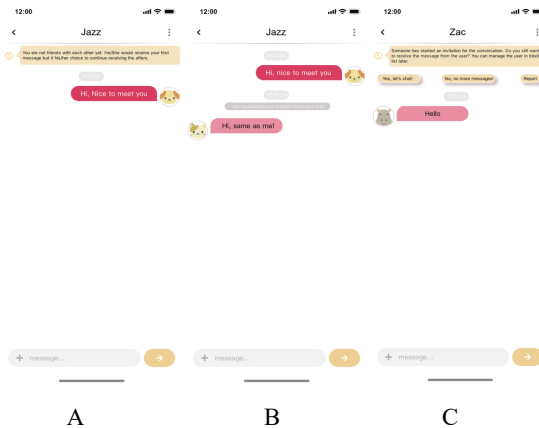 12:00
Jazz
You are not friends with each other yet. He/She would receive your first
message but it his/her choice to continue receiving the others.
Hi, Nice to meet you
+ message...
A
12:00
Jazz
Hi, nice to meet you
Hi, same as me!
+ message...
B
12:00
Zac
Someone has started an invitation for the conversation. Do you still want
to receive the message from the user? You can manage the user in block
list later.
Yes, let's chat!
No, no more messages!
Report
Hello
+ message...
C